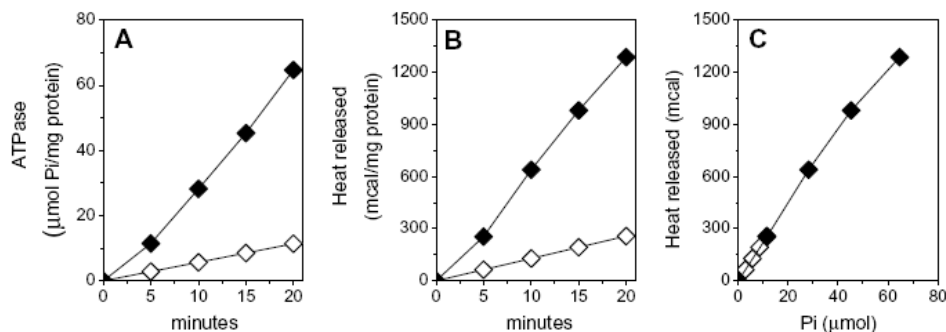 A
ATPase
(μmol Pi/mg protein)
80
60
40
20
0
0 5 10 15 20
minutes
B
Heat released
(mcal/mg protein)
1500
1200
900
600
300
0
0 5 10 15 20
minutes
C
Heat released (mcal)
1500
1200
900
600
300
0
0 20 40 60 80
Pi (μmol)